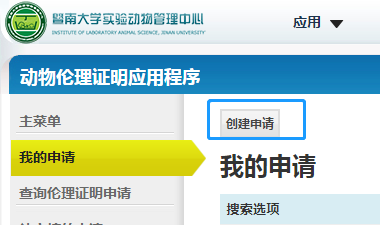 暨南大学实验动物管理中心
INSTITUTE OF LABORATORY ANIMAL SCIENCE, JINAN UNIVERSITY
应用
动物伦理证明应用程序
主菜单
创建申请
我的申请
我的申请
查询伦理证明申请
搜索选项